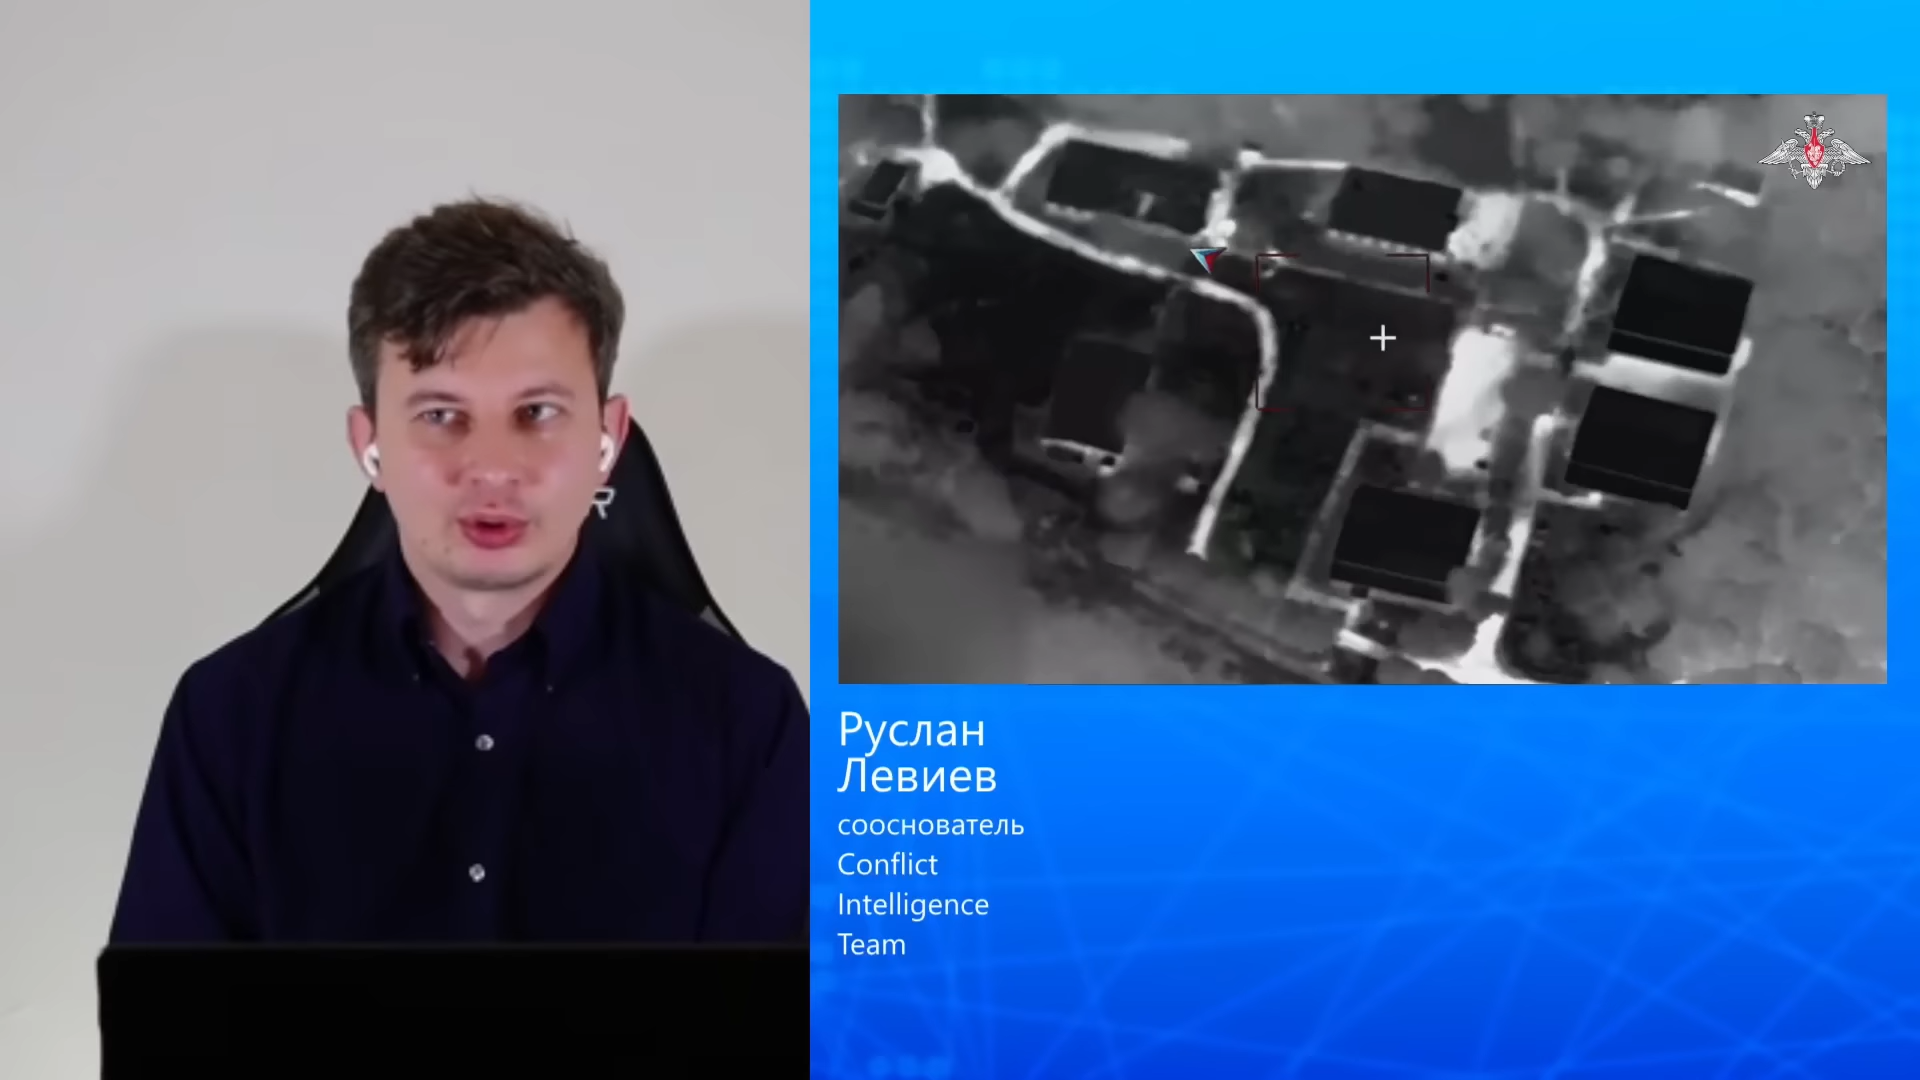 R
Руслан
Левиев
сооснователь
Conflict
Intelligence
Team